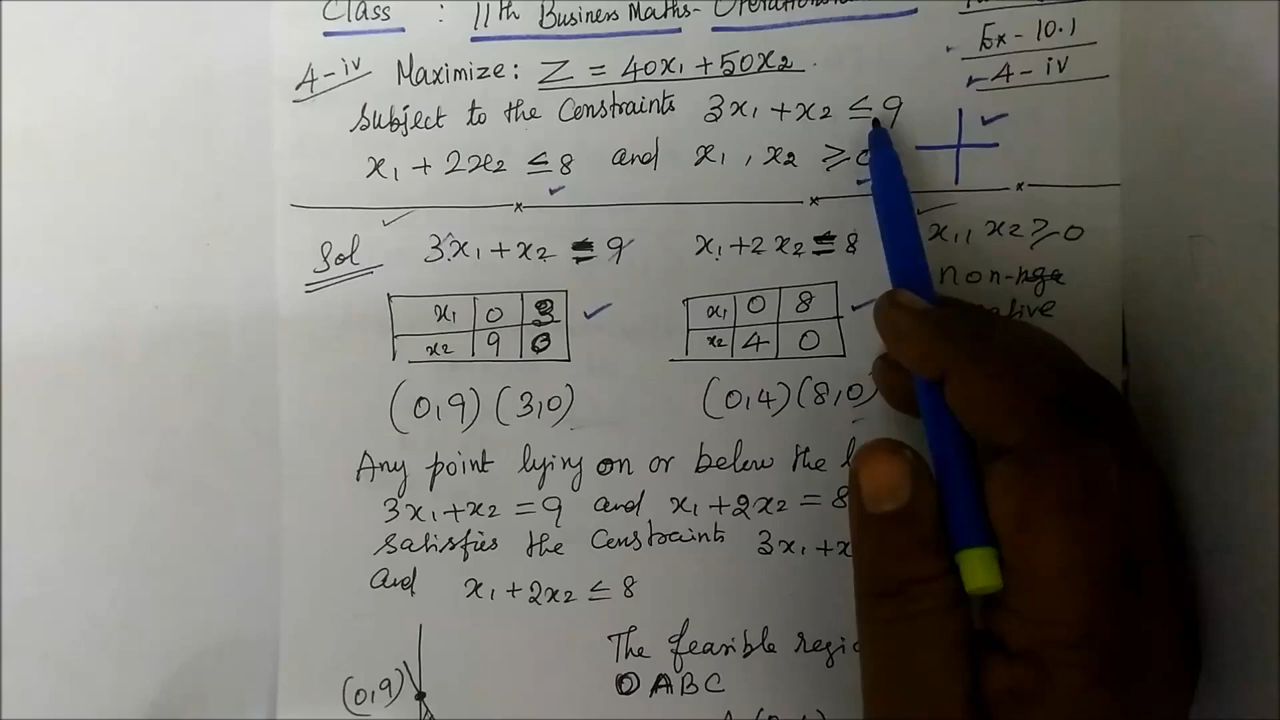 Class : 11th Business Maths-
Ex - 10.1
4 - iv
4-iv Maximize: Z = 40x₁ + 50x₂.
Subject to the Constraints 3x₁ + x₂ ≤ 9
x₁ + 2x₂ ≤ 8 and x₁, x₂ ≥ 0
Sol 3x₁ + x₂ = 9 x₁ + 2x₂ = 8 x₁, x₂ ≥ 0
non-
x₁ 0 3
x₂ 9 0
x₁ 0 8
x₂ 4 0
(0,9) (3,0) (0,4) (8,0)
Any point lying on or below the
3x₁ + x₂ = 9 and x₁ + 2x₂ = 8
satisfies the Constraints 3x₁ + x
and x₁ + 2x₂ ≤ 8
The feasible
OABC
(0,9)